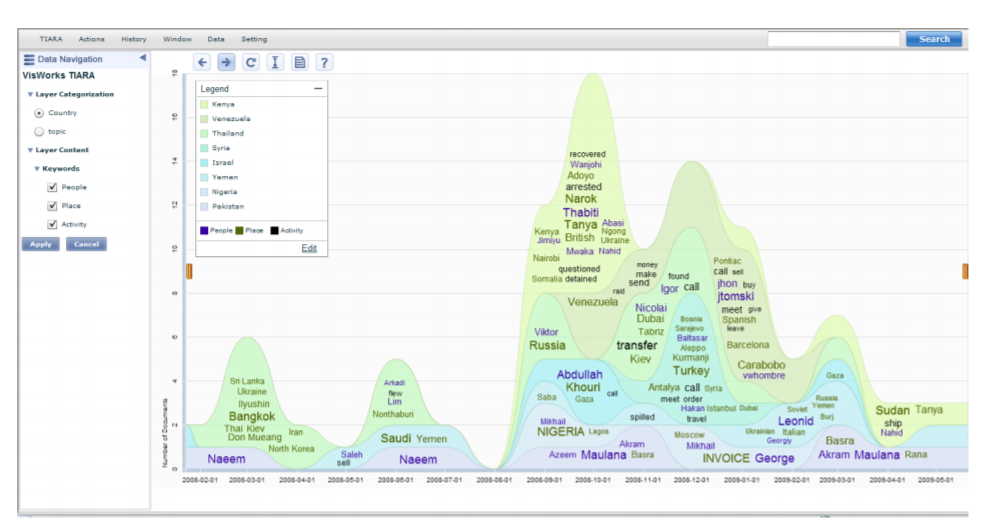 TIARA Actions History Window Data Setting Search
Data Navigation
VisWorks TIARA
Layer Categorization
Country
topic
Layer Content
Keywords
People
Place
Activity
Apply Cancel
Legend
Kenya
Venezuela
Thailand
Syria
Israel
Yemen
Nigeria
Pakistan
People Place Activity
Edit
Number of Documents
18
16
14
12
10
8
6
4
2
0
recovered
Wanjohi
Adoyo
arrested
Narok
Thabiti
Tanya Abasi
Kenya Ngong
Jimiyu British Ukraine
Mwaka Nahid
Nairobi
questioned
Somalia detained
raid
Venezuela
money
make
send
found
Igor call
Pontiac
call sell
jhon buy
jtomski
meet give
Spanish
leave
Barcelona
Carabobo
vwhombre
Nicolai
Dubai
Tabriz
transfer
Kiev
Viktor
Russia
Bosnia
Sarajevo
Baltasar
Aleppo
Kurmanji
Turkey
Abdullah
Khouri
Saba Gaza call
Antalya call Syria
meet order
Hakan Istanbul Dubai
travel
Gaza
Russia
Soviet Yemen
Leonid Burj
Sudan Tanya
ship
Nahid
Sri Lanka
Ukraine
Ilyushin
Bangkok
Thai Kiev
Don Mueang
Iran
North Korea
Arkadi
flew
Lim
Nonthaburi
Saudi Yemen
Saleh
sell
Naeem
Naeem
Mikhail
NIGERIA Lagos
spilled
Akram
Azeem Maulana Basra
Moscow
Mikhail
INVOICE George
Ukrainian Italian
Georgiy
Basra
Akram Maulana Rana
2008-02-01 2008-03-01 2008-04-01 2008-05-01 2008-06-01 2008-07-01 2008-08-01 2008-09-01 2008-10-01 2008-11-01 2008-12-01 2009-01-01 2009-02-01 2009-03-01 2009-04-01 2009-05-01